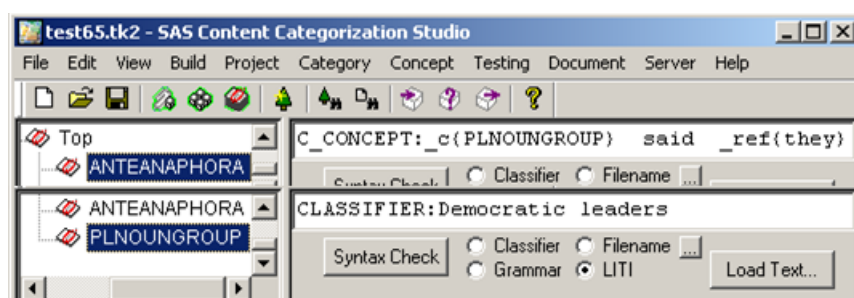 test65.tk2 - SAS Content Categorization Studio
File Edit View Build Project Category Concept Testing Document Server Help
Top
C_CONCEPT:_c{PLNOUNGROUP} said _ref{they}
ANTEANAPHORA
Syntax Check Classifier Filename ...
ANTEANAPHORA
CLASSIFIER:Democratic leaders
PLNOUNGROUP
Syntax Check Classifier Filename ...
Grammar LITI Load Text...